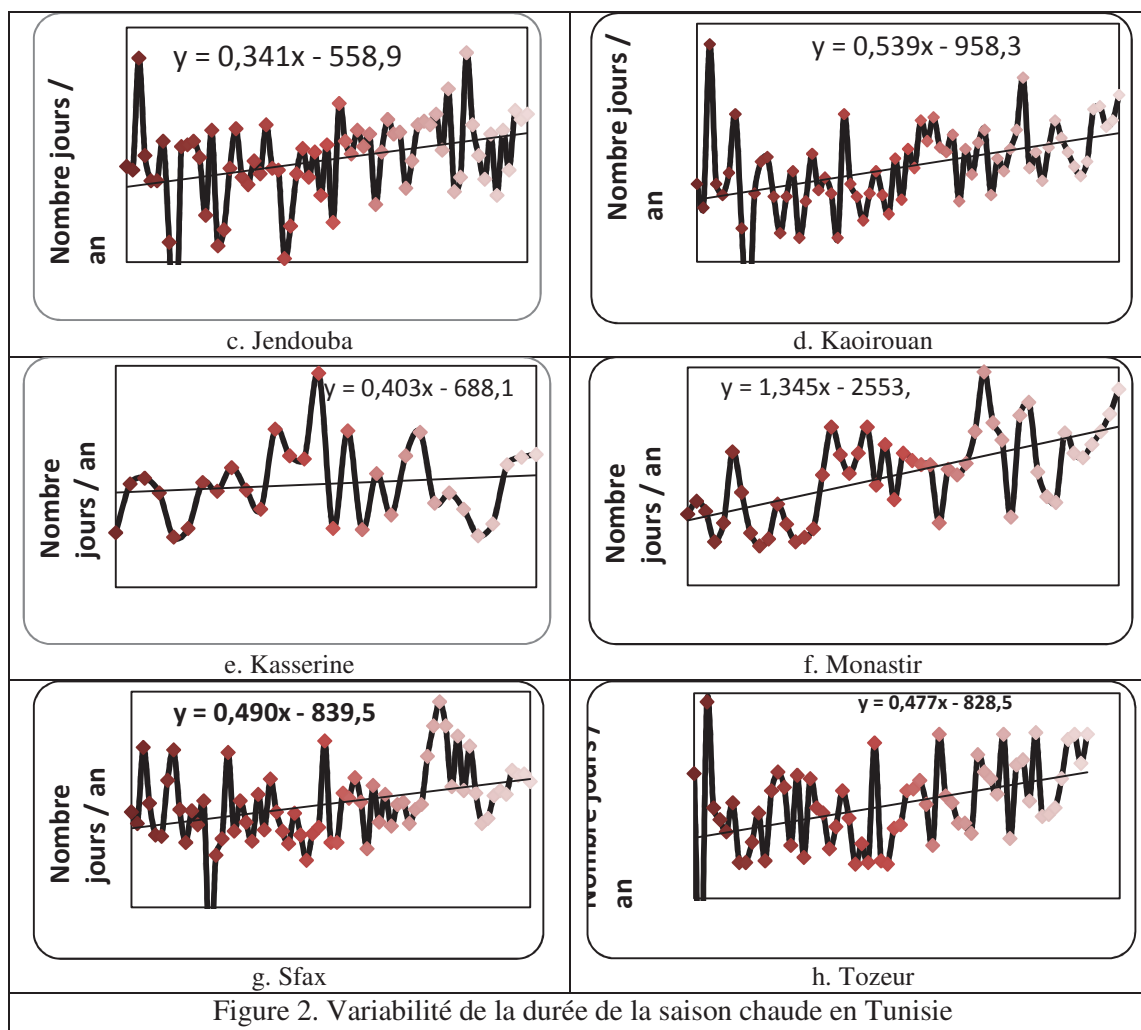 y = 0,341x - 558,9
Nombre jours /
an
c. Jendouba
y = 0,539x - 958,3
Nombre jours /
an
d. Kaoirouan
y = 0,403x - 688,1
Nombre
jours / an
e. Kasserine
y = 1,345x - 2553,
Nombre
jours / an
f. Monastir
y = 0,490x - 839,5
Nombre
jours / an
g. Sfax
y = 0,477x - 828,5
Nombre jours /
an
h. Tozeur
Figure 2. Variabilité de la durée de la saison chaude en Tunisie